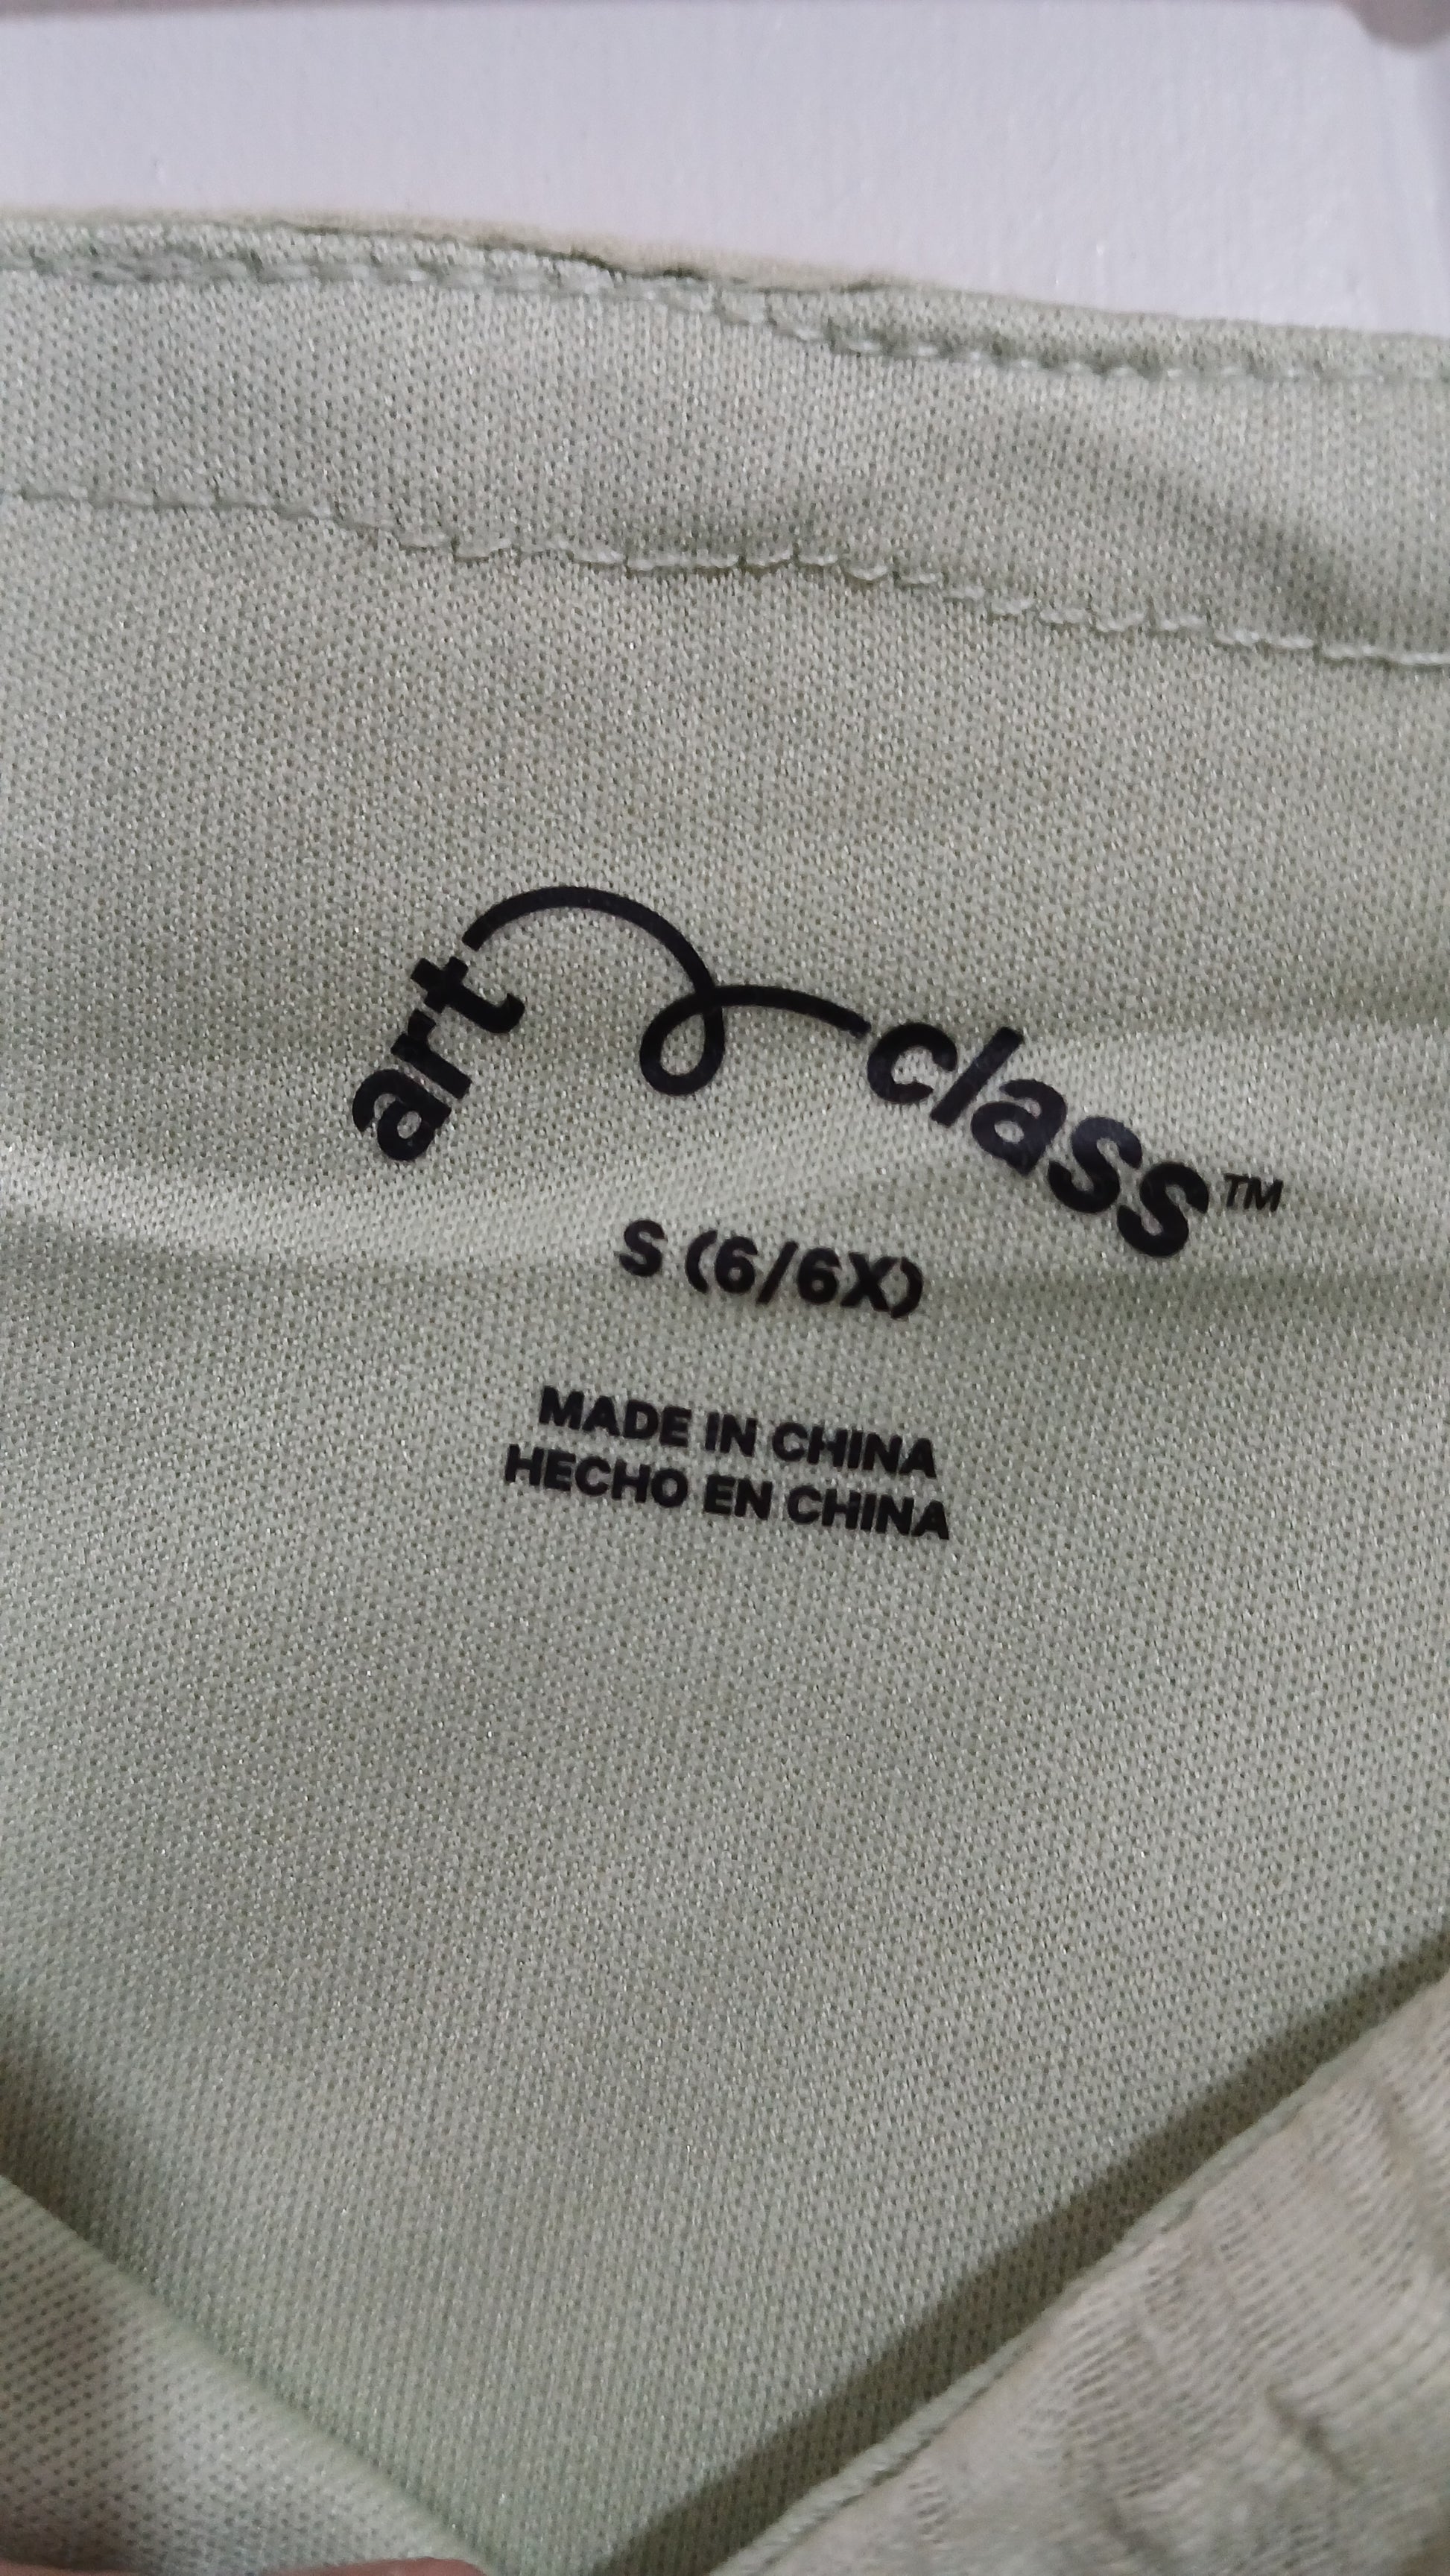 art class™
S (6/6X)
MADE IN CHINA
HECHO EN CHINA